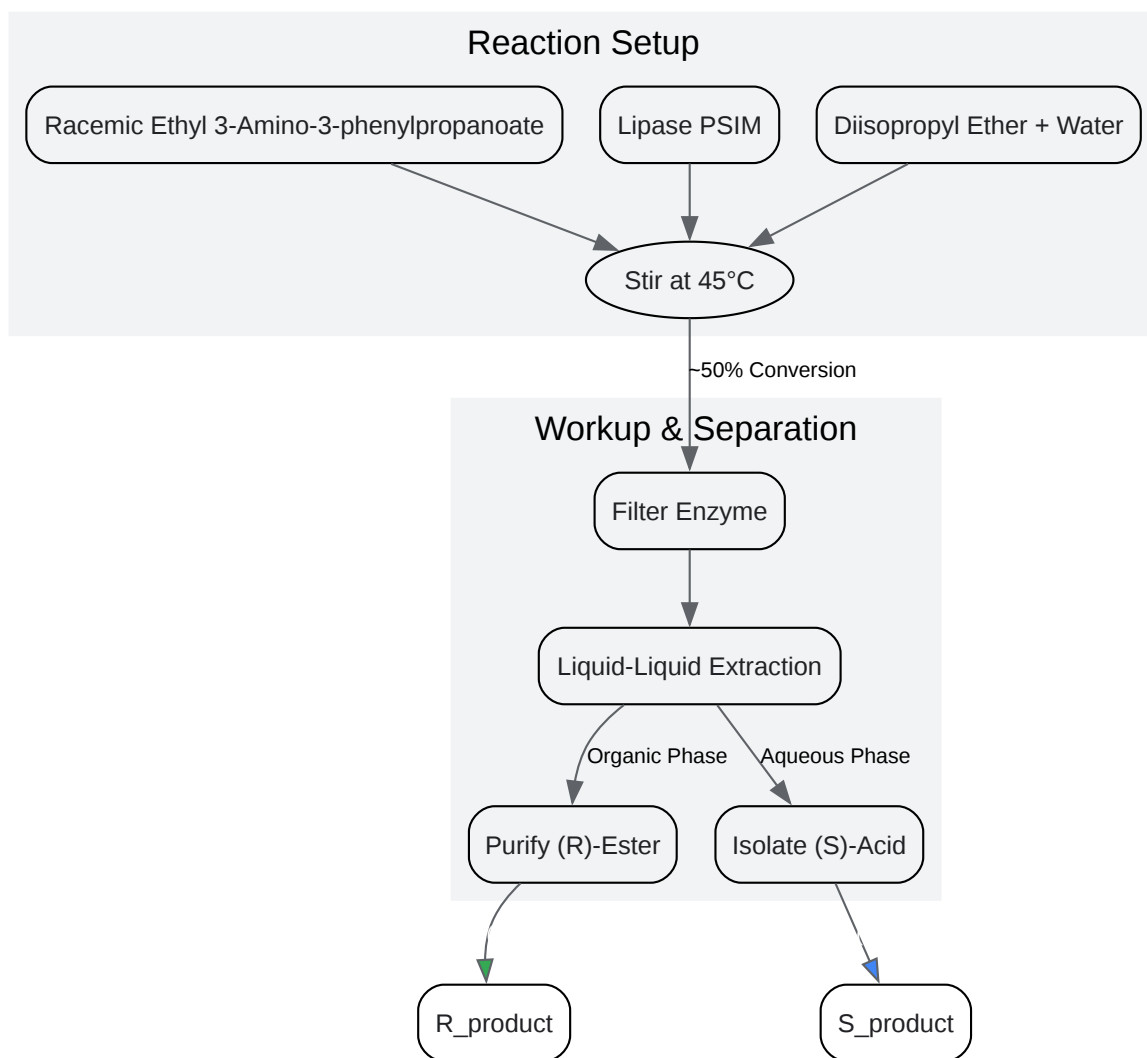 Reaction Setup
Racemic Ethyl 3-Amino-3-phenylpropanoate
Lipase PSIM
Diisopropyl Ether + Water
Stir at 45°C
~50% Conversion
Workup & Separation
Filter Enzyme
Liquid-Liquid Extraction
Organic Phase
Aqueous Phase
Purify (R)-Ester
Isolate (S)-Acid
R_product
S_product